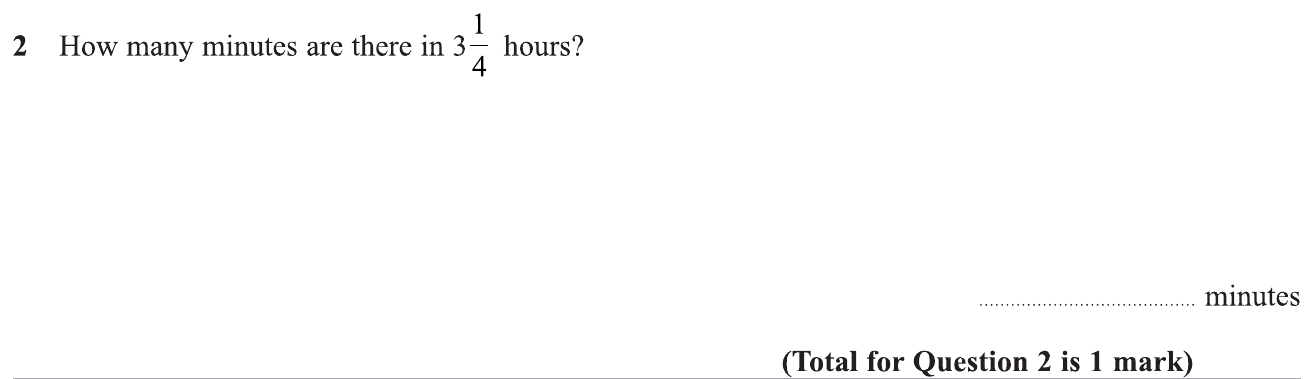 2 How many minutes are there in 3 1/4 hours?
........................................ minutes
(Total for Question 2 is 1 mark)